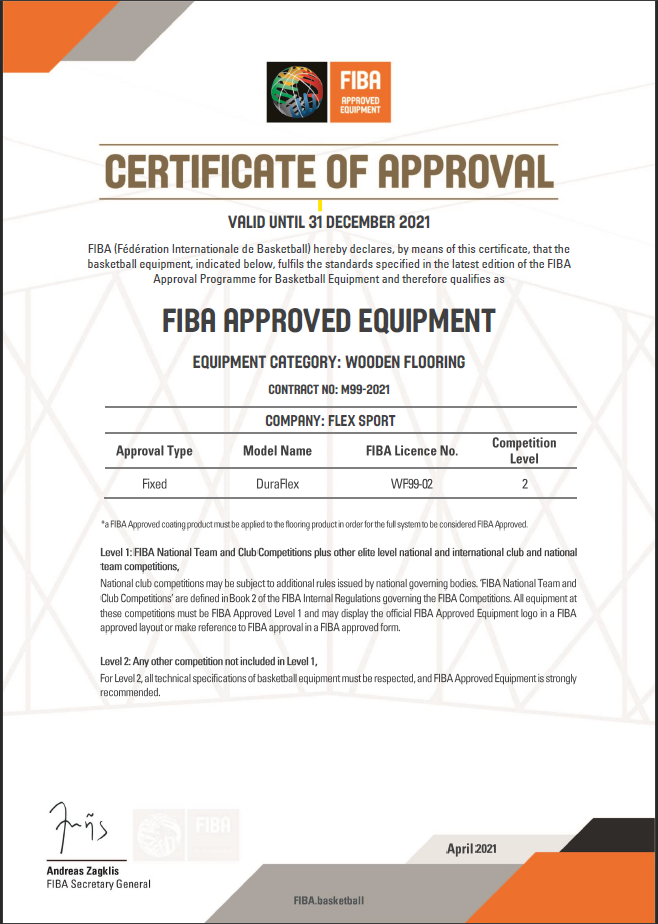 FIBA
APPROVED
EQUIPMENT
CERTIFICATE OF APPROVAL
VALID UNTIL 31 DECEMBER 2021
FIBA (Fédération Internationale de Basketball) hereby declares, by means of this certificate, that the
basketball equipment, indicated below, fulfils the standards specified in the latest edition of the FIBA
Approval Programme for Basketball Equipment and therefore qualifies as
FIBA APPROVED EQUIPMENT
EQUIPMENT CATEGORY: WOODEN FLOORING
CONTRACT NO: M99-2021
COMPANY: FLEX SPORT
Approval Type Model Name FIBA Licence No. Competition
Level
Fixed DuraFlex WF99-02 2
*a FIBA Approved coating product must be applied to the flooring product in order for the full system to be considered FIBA Approved.
Level 1: FIBA National Team and Club Competitions plus other elite level national and international club and national
team competitions,
National club competitions may be subject to additional rules issued by national governing bodies. 'FIBA National Team and
Club Competitions' are defined in Book 2 of the FIBA Internal Regulations governing the FIBA Competitions. All equipment at
these competitions must be FIBA Approved Level 1 and may display the official FIBA Approved Equipment logo in a FIBA
approved layout or make reference to FIBA approval in a FIBA approved form.
Level 2: Any other competition not included in Level 1,
For Level 2, all technical specifications of basketball equipment must be respected, and FIBA Approved Equipment is strongly
recommended.
FIBA
Andreas Zagklis
FIBA Secretary General
April 2021
FIBA.basketball